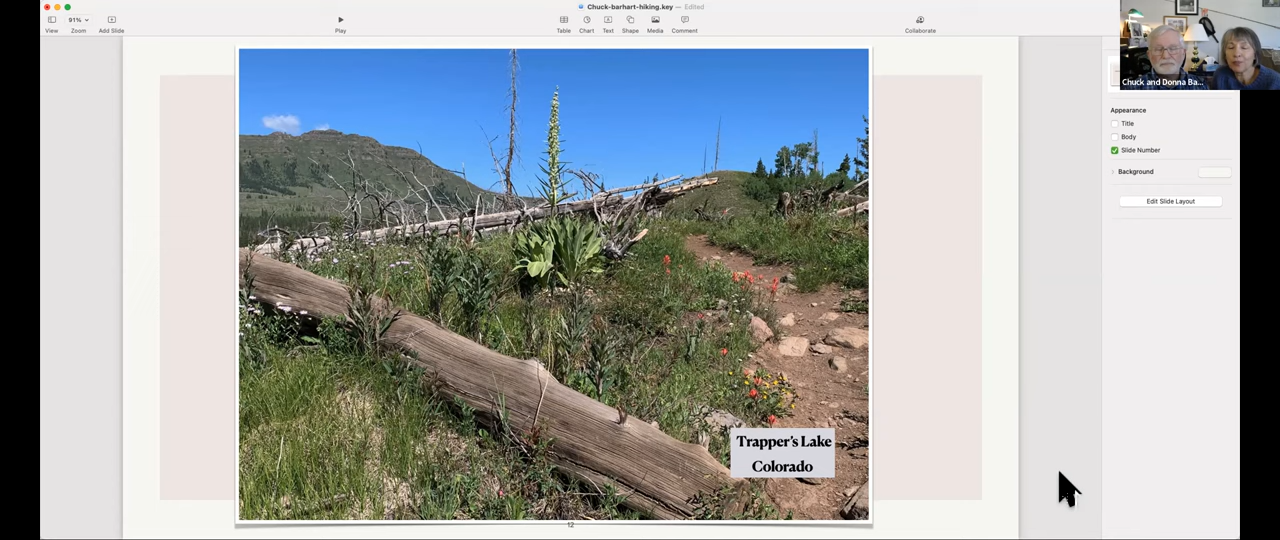 Chuck-barhart-hiking.key — Edited
91%
View
Zoom
Add Slide
Play
Table
Chart
Text
Shape
Media
Comment
Collaborate
Chuck and Donna Ba...
Appearance
Title
Body
Slide Number
Background
Edit Slide Layout
Trapper's Lake
Colorado
12